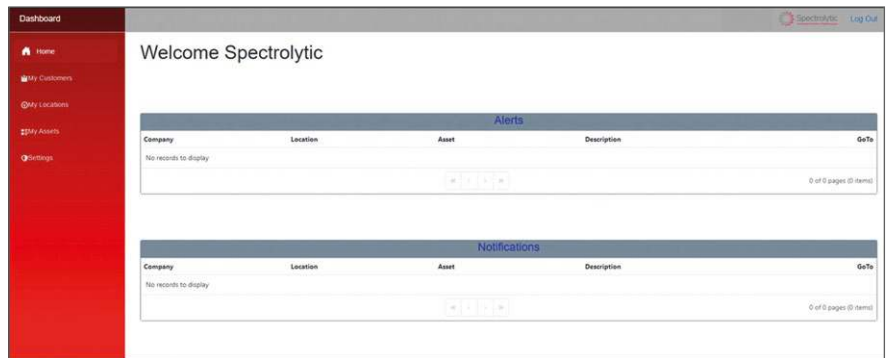 Dashboard
Spectrolytic Log Out
Home
My Customers
My Locations
My Assets
Settings
Welcome Spectrolytic
Alerts
Company Location Asset Description GoTo
No records to display
« ‹ › »
0 of 0 pages (0 items)
Notifications
Company Location Asset Description GoTo
No records to display
« ‹ › »
0 of 0 pages (0 items)